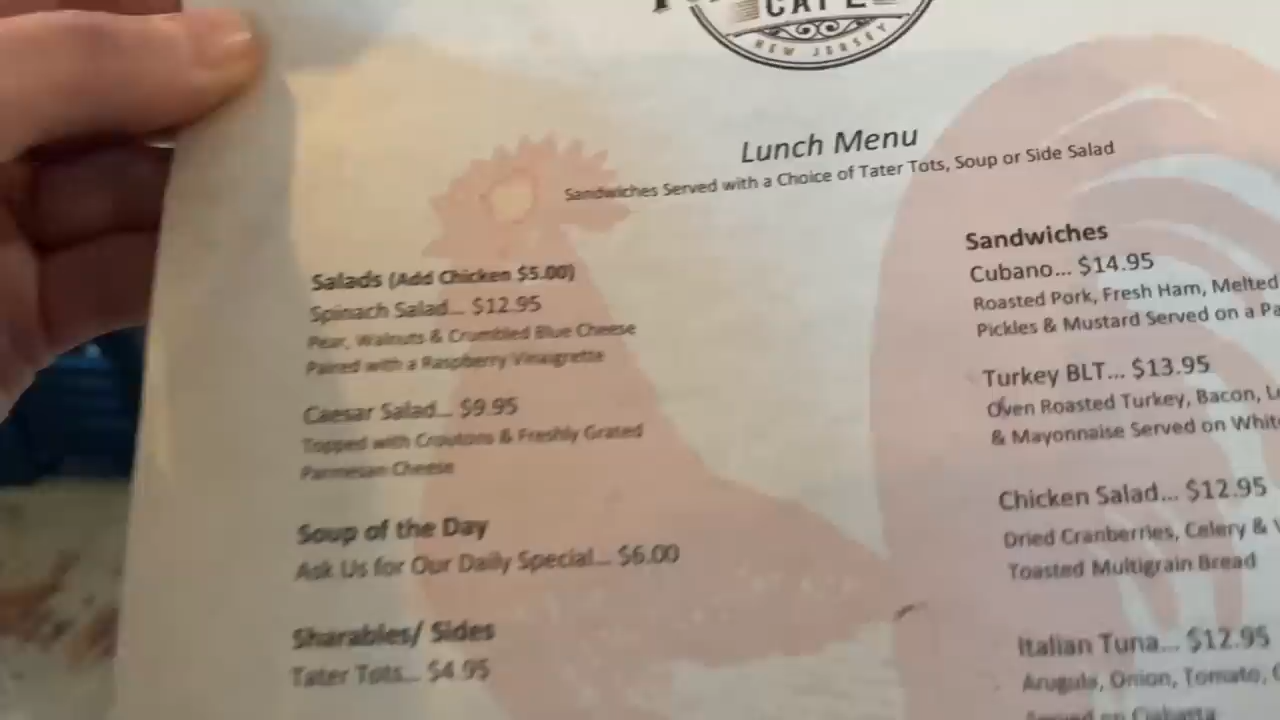 CAFE
NEW JERSEY
Lunch Menu
Sandwiches Served with a Choice of Tater Tots, Soup or Side Salad
Salads (Add Chicken $5.00)
Spinach Salad... $12.95
Pear, Walnuts & Crumbled Blue Cheese
Paired with a Raspberry Vinaigrette
Caesar Salad... $9.95
Topped with Croutons & Freshly Grated
Parmesan Cheese
Soup of the Day
Ask Us for Our Daily Special... $6.00
Sharables/ Sides
Tater Tots... $4.95
Sandwiches
Cubano... $14.95
Roasted Pork, Fresh Ham, Melted
Pickles & Mustard Served on a
Turkey BLT... $13.95
Oven Roasted Turkey, Bacon,
& Mayonnaise Served on
Chicken Salad... $12.95
Dried Cranberries, Celery &
Toasted Multigrain Bread
Italian Tuna... $12.95
Arugula, Onion, Tomato,
Served on Ciabatta